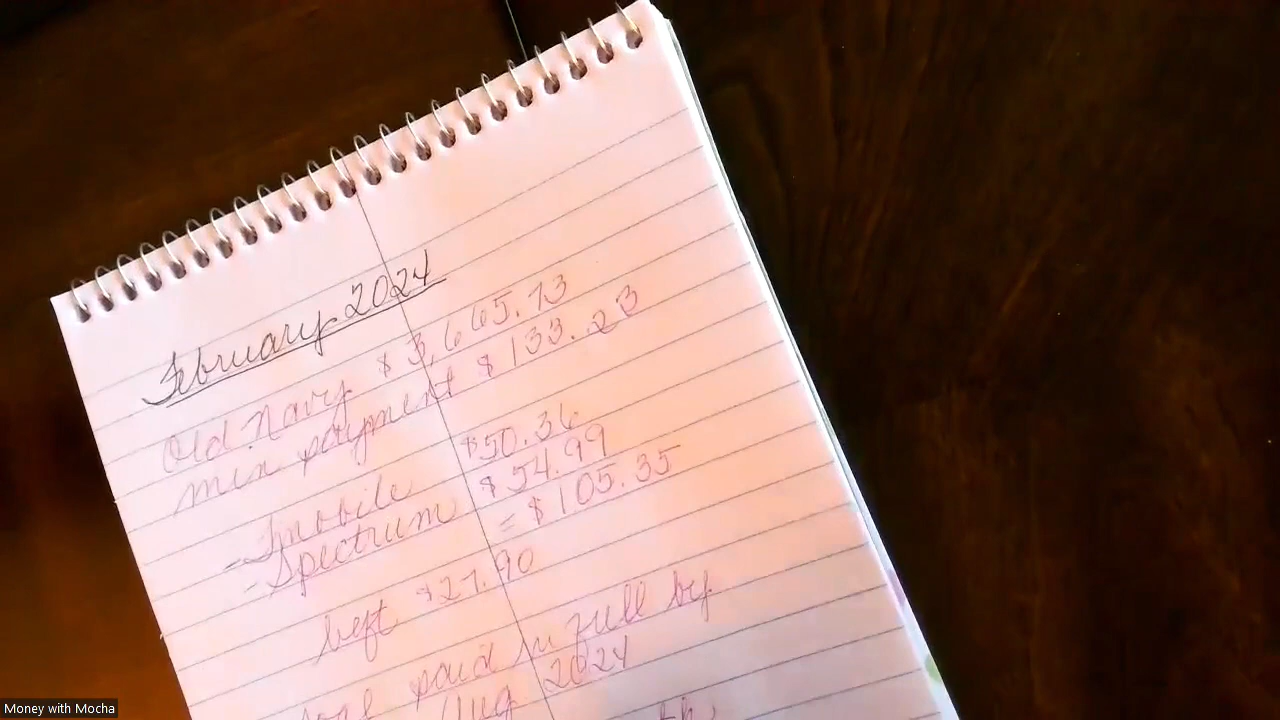 February 2024
Old Navy $3,665.73
min payment $133.23
- Tmobile $50.36
- Spectrum $54.99
= $105.35
left $27.90
paid in full by
Aug 2024
Money with Mocha